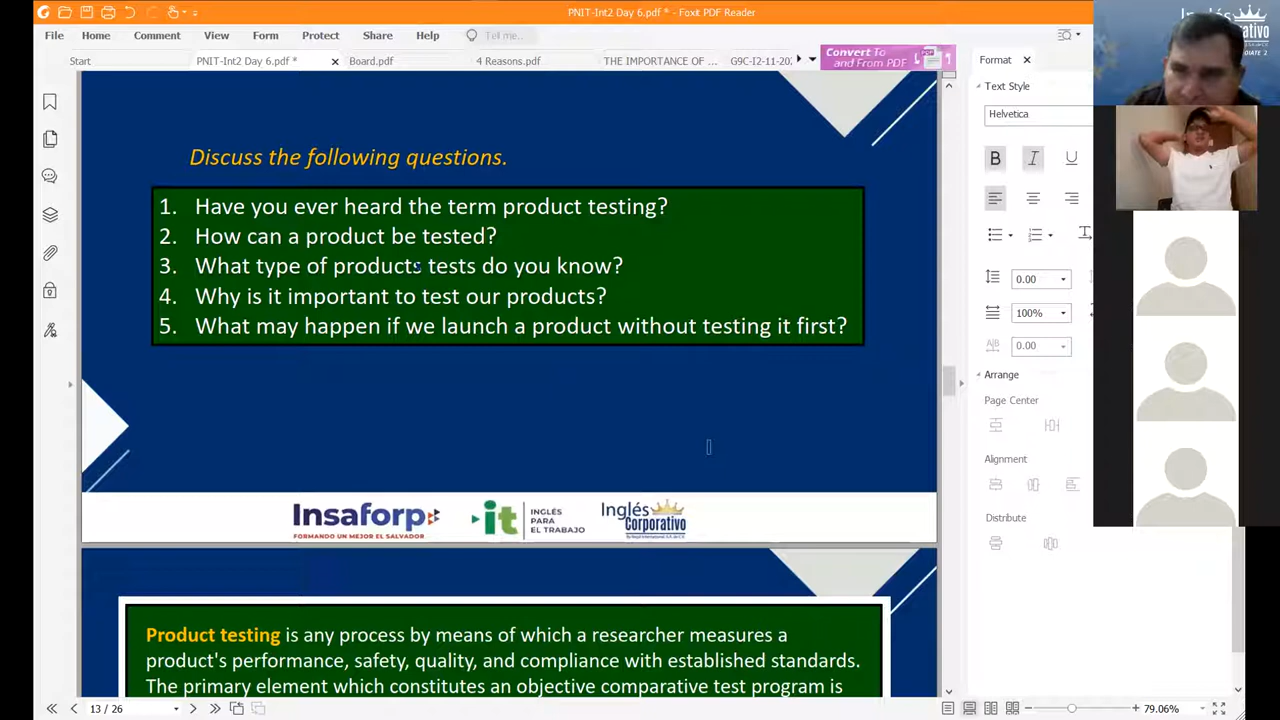 PNIT-Int2 Day 6.pdf * - Foxit PDF Reader
File Home Comment View Form Protect Share Help Tell me...
Start PNIT-Int2 Day 6.pdf * Board.pdf 4 Reasons.pdf THE IMPORTANCE OF ... G9C-I2-11-202
Convert To
and From PDF
Inglés
DIATE 2
Format
Text Style
Helvetica
B I U
0.00
100%
0.00
Arrange
Page Center
Alignment
Distribute
Discuss the following questions.
1. Have you ever heard the term product testing?
2. How can a product be tested?
3. What type of products tests do you know?
4. Why is it important to test our products?
5. What may happen if we launch a product without testing it first?
Insaforp
FORMANDO UN MEJOR EL SALVADOR
it
INGLÉS
PARA
EL TRABAJO
Inglés
Corporativo
Product testing is any process by means of which a researcher measures a
product's performance, safety, quality, and compliance with established standards.
The primary element which constitutes an objective comparative test program is
13 / 26
79.06%